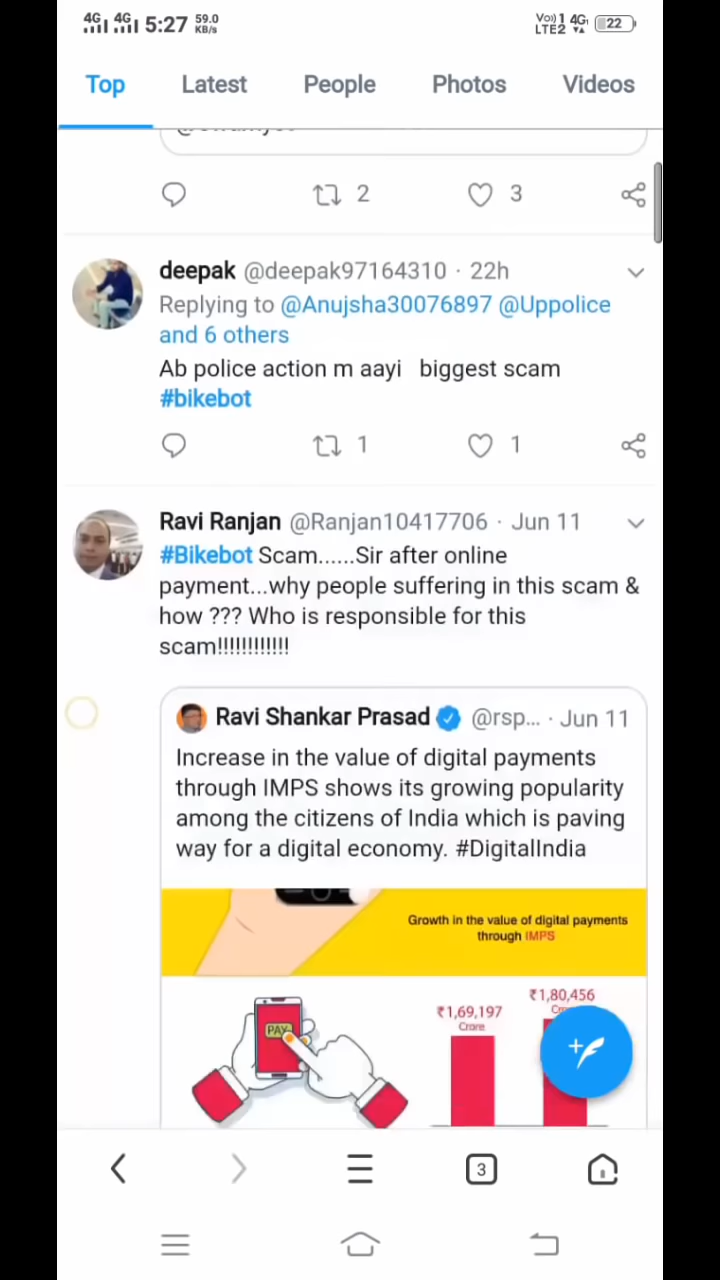 4G 4G 5:27 59.0 KB/s Vo) 1 4G LTE2 22
Top Latest People Photos Videos
2 3
deepak @deepak97164310 · 22h
Replying to @Anujsha30076897 @Uppolice
and 6 others
Ab police action m aayi biggest scam
#bikebot
1 1
Ravi Ranjan @Ranjan10417706 · Jun 11
#Bikebot Scam......Sir after online
payment...why people suffering in this scam &
how ??? Who is responsible for this
scam!!!!!!!!!!!!
Ravi Shankar Prasad @rsp... · Jun 11
Increase in the value of digital payments
through IMPS shows its growing popularity
among the citizens of India which is paving
way for a digital economy. #DigitalIndia
Growth in the value of digital payments
through IMPS
₹1,80,456
₹1,69,197
Crore
PAY
3